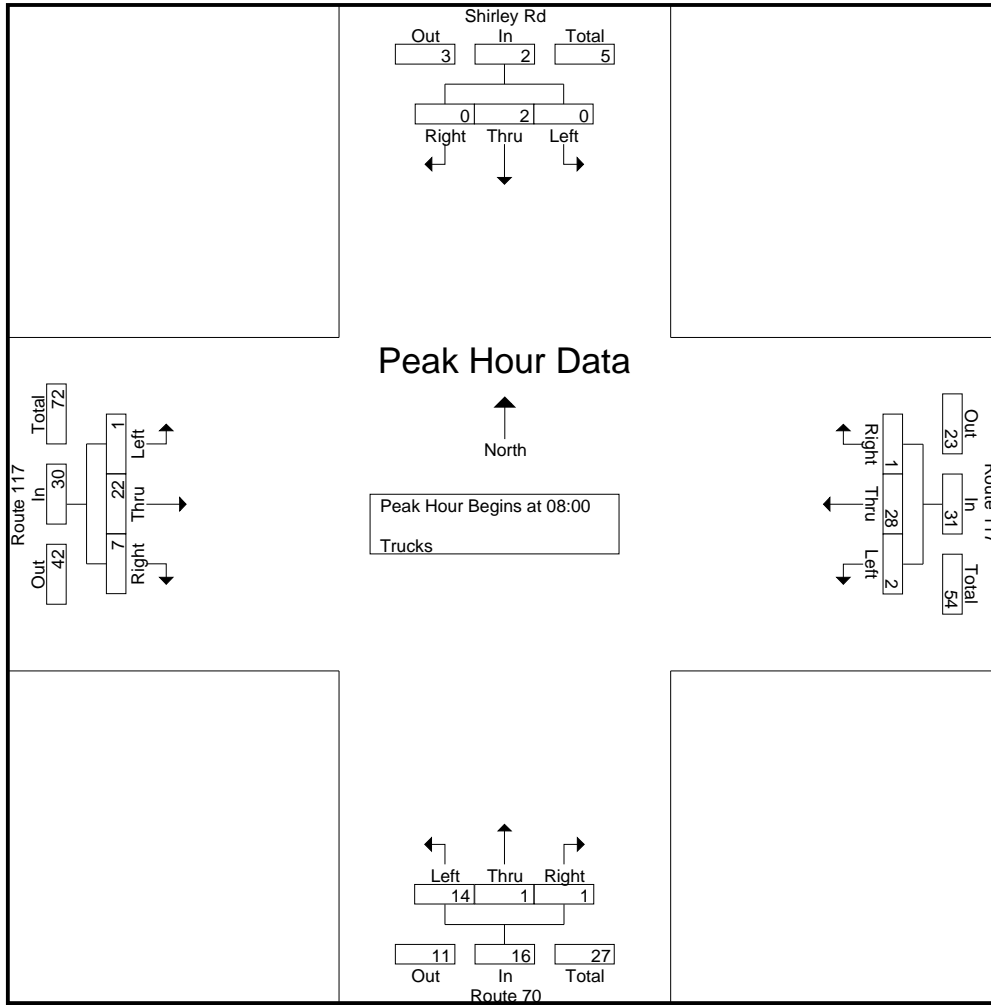 Shirley Rd
Out In Total
3 2 5
0 2 0
Right Thru Left
Peak Hour Data
North
Peak Hour Begins at 08:00
Trucks
Route 117
Total In Out
72 30 42
1 22 7
Left Thru Right
Right Thru Left
1 28 2
Out In Total
23 31 54
Route 117
Left Thru Right
14 1 1
11 16 27
Out In Total
Route 70